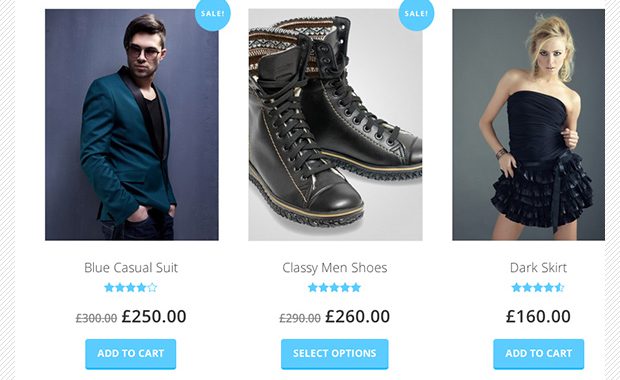 SALE!
SALE!
Blue Casual Suit
£300.00 £250.00
ADD TO CART
Classy Men Shoes
£290.00 £260.00
SELECT OPTIONS
Dark Skirt
£160.00
ADD TO CART